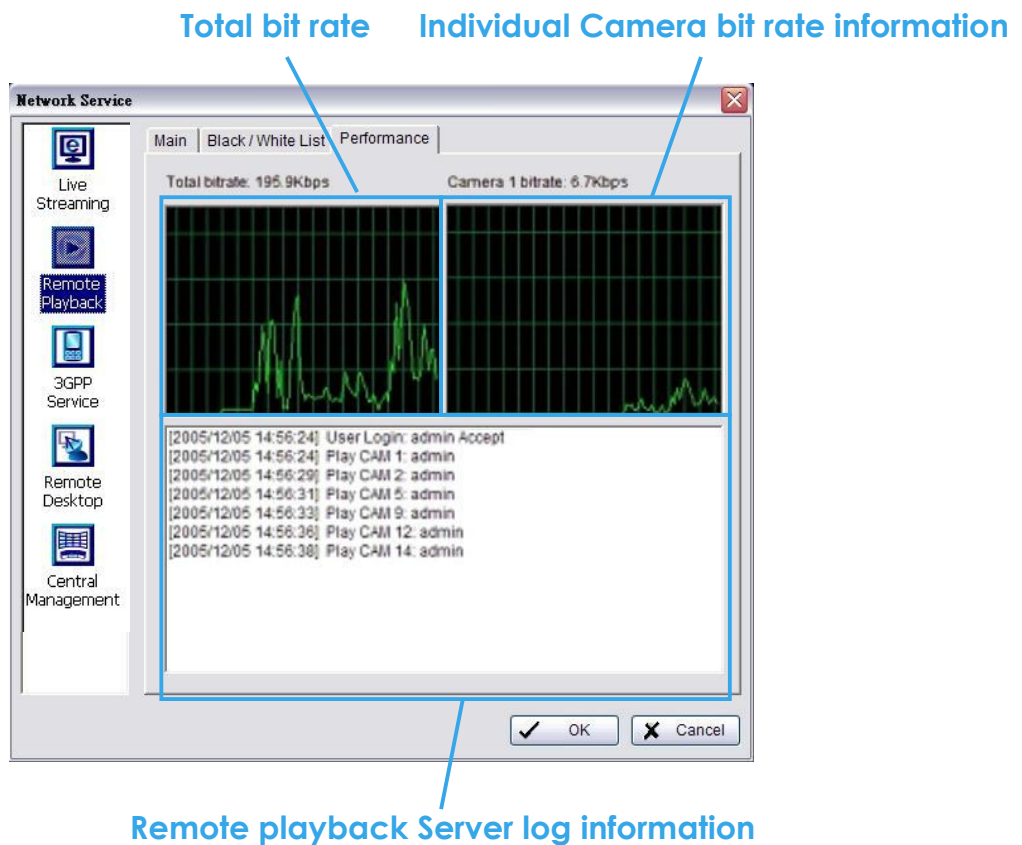 Total bit rate
Individual Camera bit rate information
Network Service
Live
Streaming
Remote
Playback
3GPP
Service
Remote
Desktop
Central
Management
Main
Black / White List
Performance
Total bitrate: 195.9Kbps
Camera 1 bitrate: 6.7Kbps
[2005/12/05 14:56:24] User Login: admin Accept
[2005/12/05 14:56:24] Play CAM 1: admin
[2005/12/05 14:56:29] Play CAM 2: admin
[2005/12/05 14:56:31] Play CAM 5: admin
[2005/12/05 14:56:33] Play CAM 9: admin
[2005/12/05 14:56:36] Play CAM 12: admin
[2005/12/05 14:56:38] Play CAM 14: admin
OK
Cancel
Remote playback Server log information